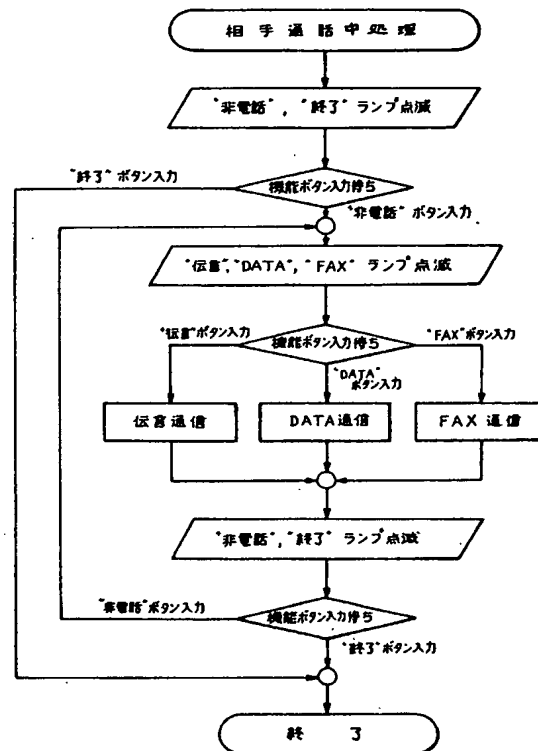 相手通話中処理
"非電話", "終了" ランプ点滅
"終了" ボタン入力
機能ボタン入力待ち
"非電話" ボタン入力
"伝言","DATA", "FAX" ランプ点滅
"伝言"ボタン入力
機能ボタン入力待ち
"FAX"ボタン入力
"DATA"
ボタン入力
伝言通信
DATA通信
FAX 通信
"非電話","終了" ランプ点滅
"非電話"ボタン入力
機能ボタン入力待ち
"終了"ボタン入力
終 了